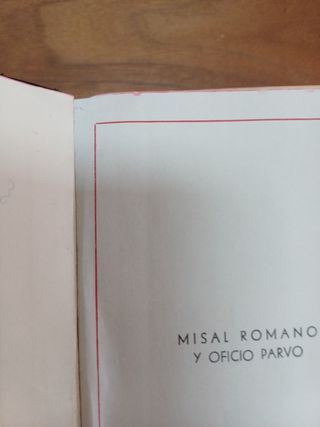 MISAL ROMANO
Y OFICIO PARVO